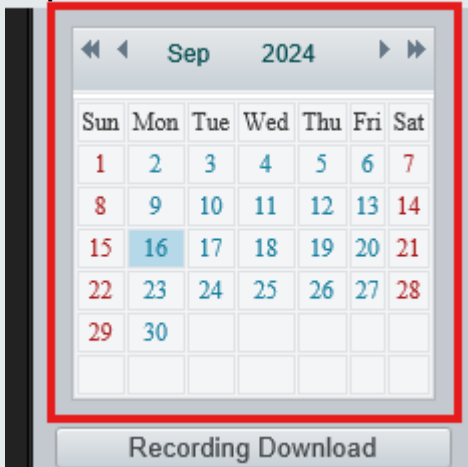 Sep 2024
Sun Mon Tue Wed Thu Fri Sat
1 2 3 4 5 6 7
8 9 10 11 12 13 14
15 16 17 18 19 20 21
22 23 24 25 26 27 28
29 30
Recording Download